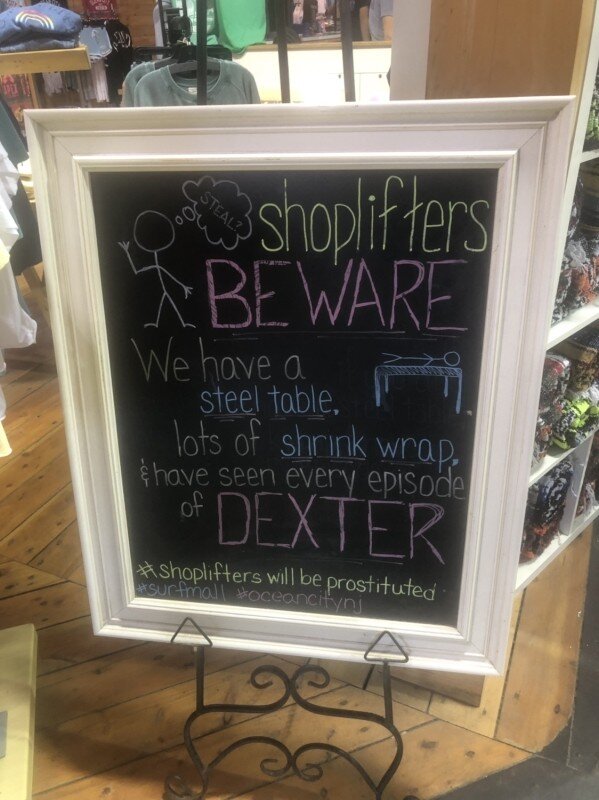 STEAL?
shoplifters
BEWARE
We have a
steel table,
lots of shrink wrap,
& have seen every episode
of DEXTER
#shoplifters will be prostituted
#surfmall #oceancitynj